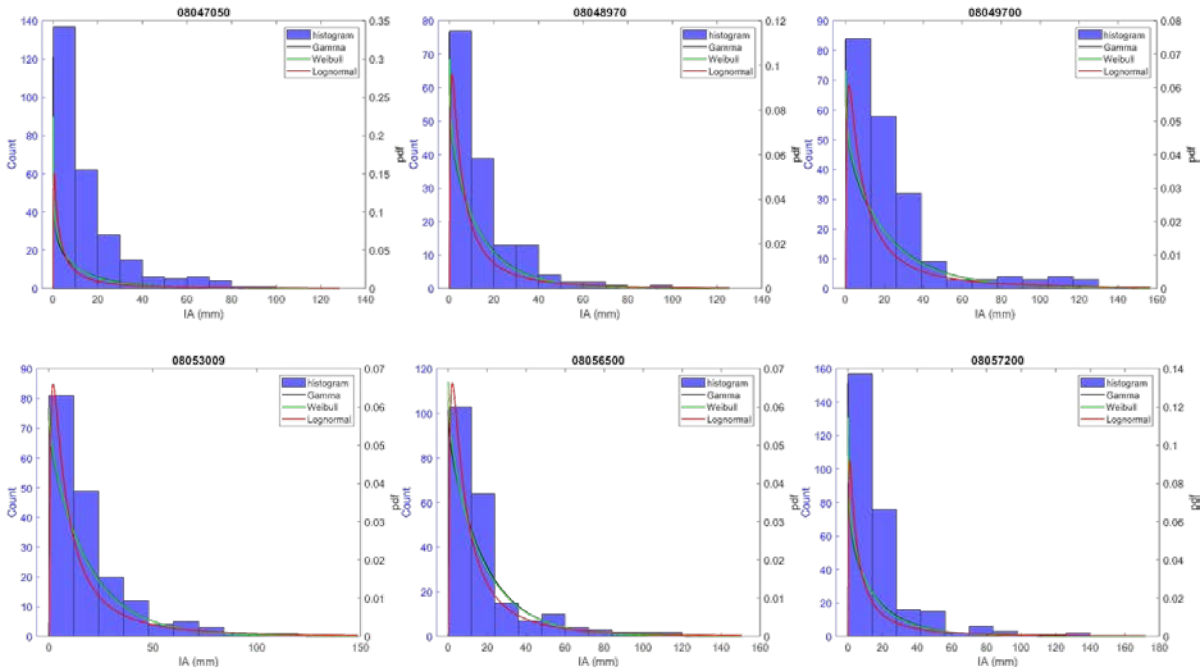 08047050
histogram
Gamma
Weibull
Lognormal
Count
pdf
IA (mm)
0 20 40 60 80 100 120 140
0 20 40 60 80 100 120 140
0 0.05 0.1 0.15 0.2 0.25 0.3 0.35
08048970
histogram
Gamma
Weibull
Lognormal
Count
pdf
IA (mm)
0 20 40 60 80 100 120 140
0 10 20 30 40 50 60 70 80
0 0.02 0.04 0.06 0.08 0.1 0.12
08049700
histogram
Gamma
Weibull
Lognormal
Count
pdf
IA (mm)
0 20 40 60 80 100 120 140 160
0 10 20 30 40 50 60 70 80 90
0 0.01 0.02 0.03 0.04 0.05 0.06 0.07 0.08
08053009
histogram
Gamma
Weibull
Lognormal
Count
pdf
IA (mm)
0 50 100 150
0 10 20 30 40 50 60 70 80 90
0 0.01 0.02 0.03 0.04 0.05 0.06 0.07
08056500
histogram
Gamma
Weibull
Lognormal
Count
pdf
IA (mm)
0 20 40 60 80 100 120 140 160
0 20 40 60 80 100 120
0 0.01 0.02 0.03 0.04 0.05 0.06 0.07
08057200
histogram
Gamma
Weibull
Lognormal
Count
pdf
IA (mm)
0 20 40 60 80 100 120 140 160 180
0 20 40 60 80 100 120 140 160
0 0.02 0.04 0.06 0.08 0.1 0.12 0.14